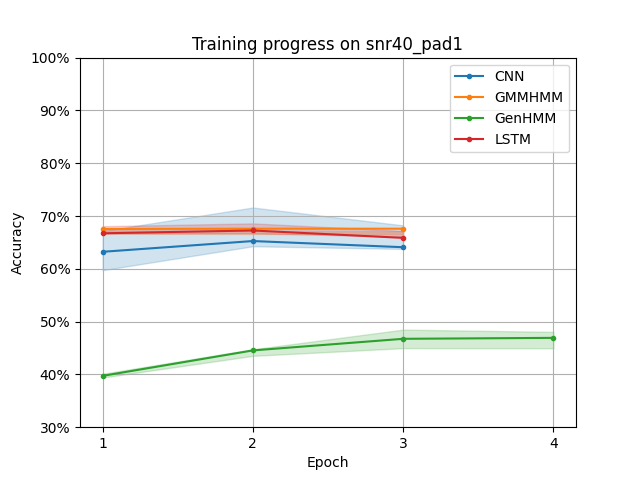 Training progress on snr40_pad1
100%
90%
80%
70%
60%
50%
40%
30%
Accuracy
CNN
GMMHMM
GenHMM
LSTM
1 2 3 4
Epoch